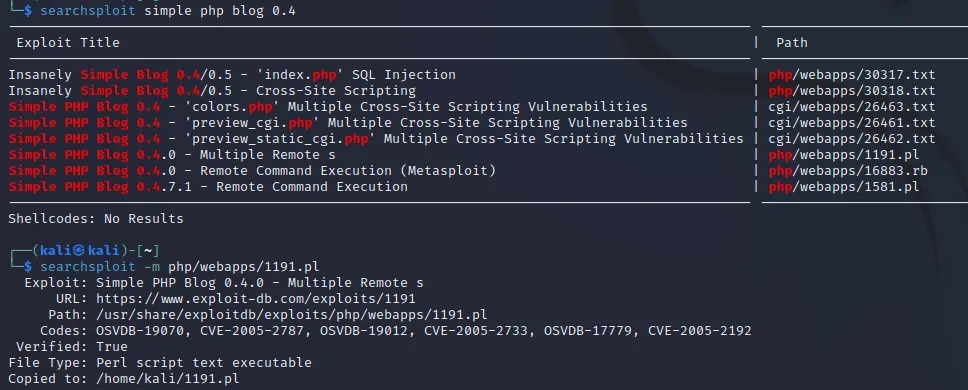 └─$ searchsploit simple php blog 0.4
Exploit Title | Path
Insanely Simple Blog 0.4/0.5 - 'index.php' SQL Injection | php/webapps/30317.txt
Insanely Simple Blog 0.4/0.5 - Cross-Site Scripting | php/webapps/30318.txt
Simple PHP Blog 0.4 - 'colors.php' Multiple Cross-Site Scripting Vulnerabilities | cgi/webapps/26463.txt
Simple PHP Blog 0.4 - 'preview_cgi.php' Multiple Cross-Site Scripting Vulnerabilities | cgi/webapps/26461.txt
Simple PHP Blog 0.4 - 'preview_static_cgi.php' Multiple Cross-Site Scripting Vulnerabilities | cgi/webapps/26462.txt
Simple PHP Blog 0.4.0 - Multiple Remote s | php/webapps/1191.pl
Simple PHP Blog 0.4.0 - Remote Command Execution (Metasploit) | php/webapps/16883.rb
Simple PHP Blog 0.4.7.1 - Remote Command Execution | php/webapps/1581.pl
Shellcodes: No Results
┌──(kali㉿kali)-[~]
└─$ searchsploit -m php/webapps/1191.pl
Exploit: Simple PHP Blog 0.4.0 - Multiple Remote s
URL: https://www.exploit-db.com/exploits/1191
Path: /usr/share/exploitdb/exploits/php/webapps/1191.pl
Codes: OSVDB-19070, CVE-2005-2787, OSVDB-19012, CVE-2005-2733, OSVDB-17779, CVE-2005-2192
Verified: True
File Type: Perl script text executable
Copied to: /home/kali/1191.pl